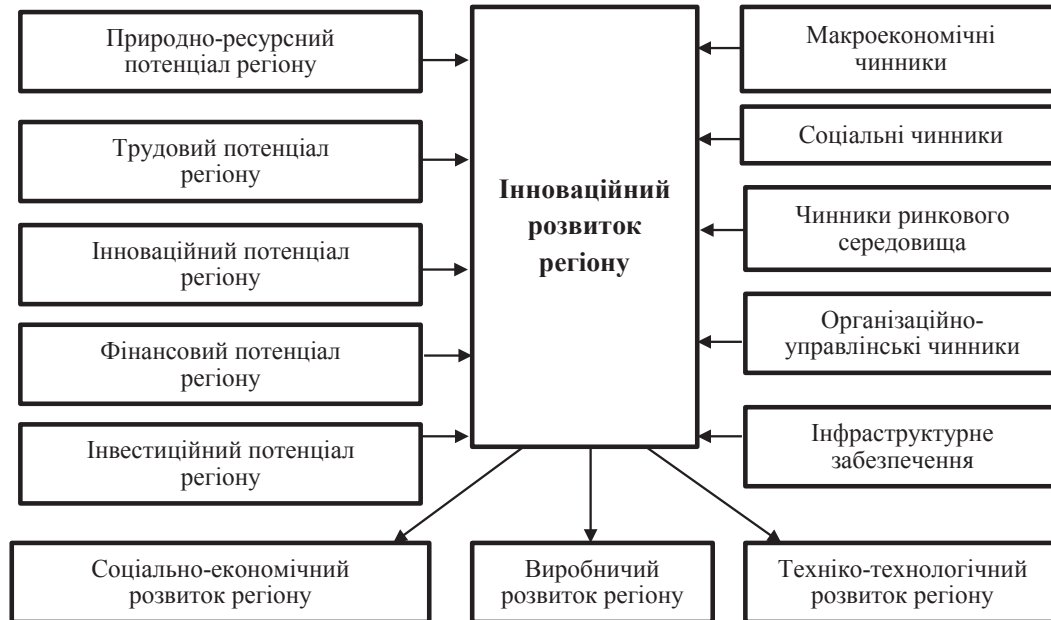 Природно-ресурсний
потенціал регіону
Трудовий потенціал
регіону
Інноваційний потенціал
регіону
Фінансовий потенціал
регіону
Інвестиційний потенціал
регіону
Інноваційний
розвиток
регіону
Макроекономічні
чинники
Соціальні чинники
Чинники ринкового
середовища
Організаційно-
управлінські чинники
Інфраструктурне
забезпечення
Соціально-економічний
розвиток регіону
Виробничий
розвиток регіону
Техніко-технологічний
розвиток регіону